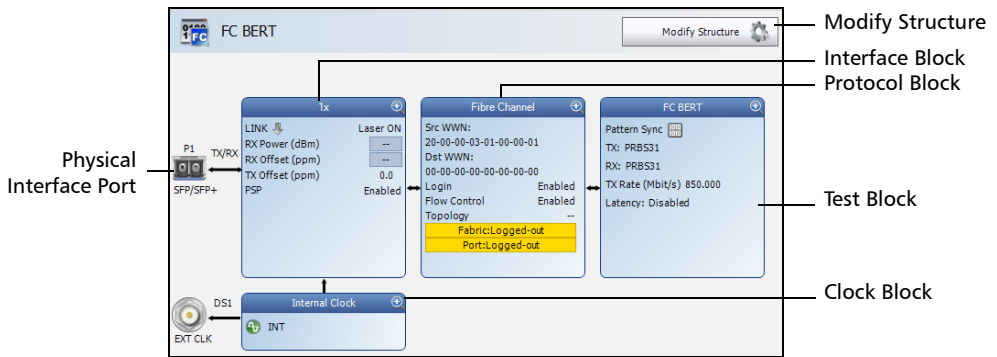 FC BERT
Modify Structure
Modify Structure
Interface Block
Protocol Block
Physical
Interface Port
P1
TX/RX
SFP/SFP+
1x
LINK
Laser ON
RX Power (dBm)
--
RX Offset (ppm)
--
TX Offset (ppm)
0.0
PSP
Enabled
Fibre Channel
Src WWN:
20-00-00-03-01-00-00-01
Dst WWN:
00-00-00-00-00-00-00-00
Login
Enabled
Flow Control
Enabled
Topology
--
Fabric:Logged-out
Port:Logged-out
FC BERT
Pattern Sync
TX: PRBS31
RX: PRBS31
TX Rate (Mbit/s) 850.000
Latency: Disabled
Test Block
DS1
EXT CLK
Internal Clock
INT
Clock Block